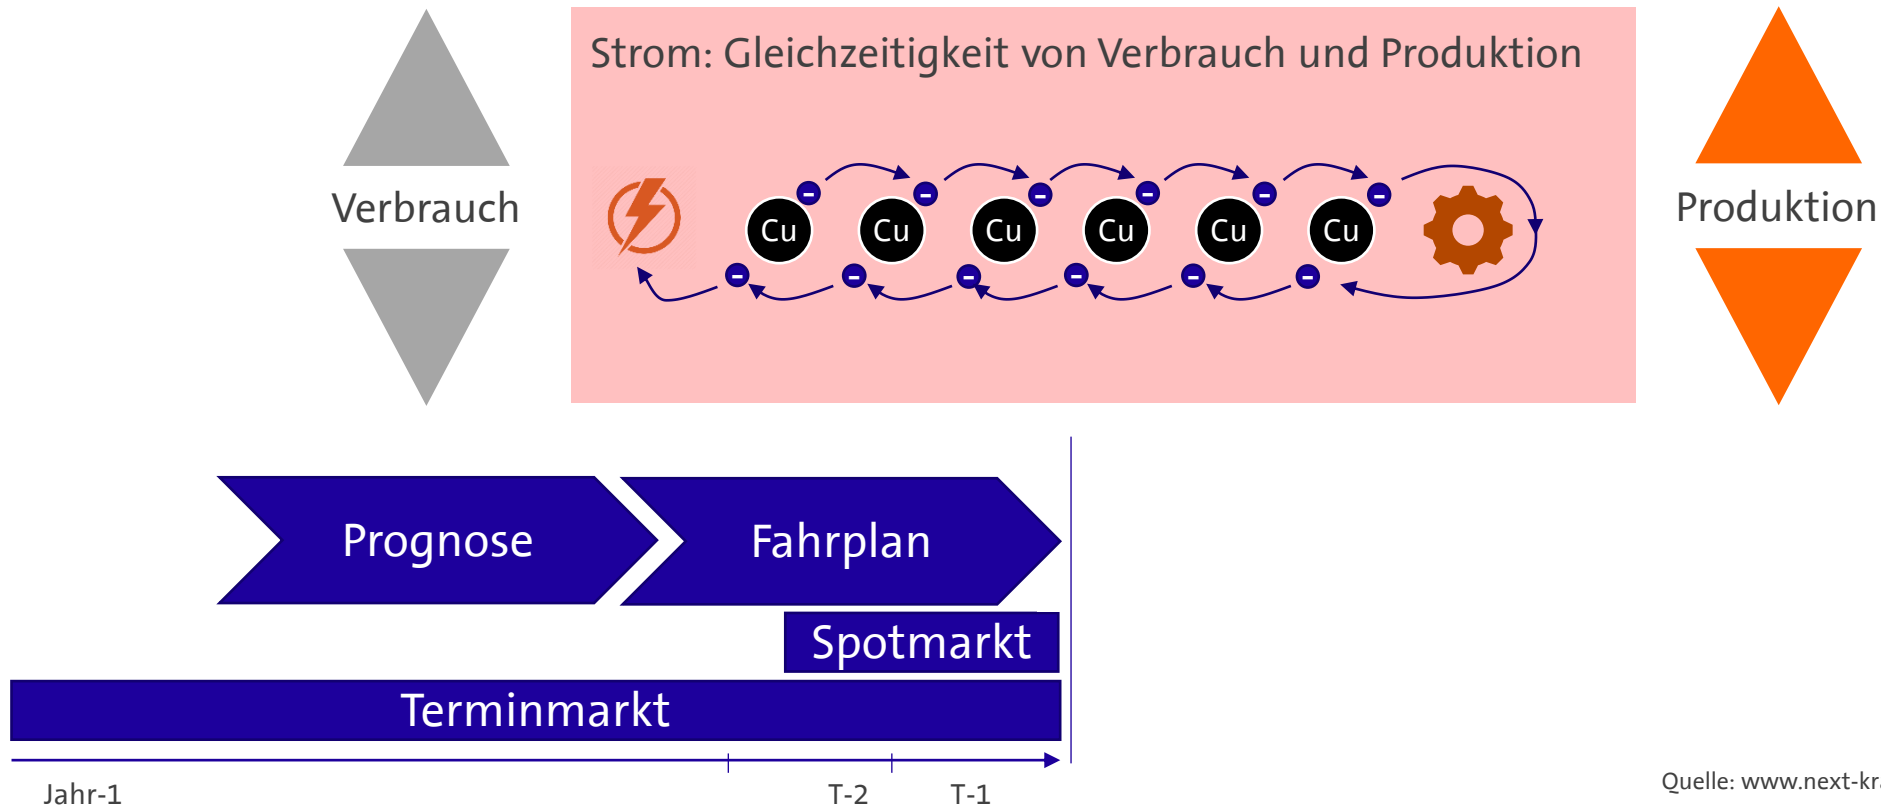 Strom: Gleichzeitigkeit von Verbrauch und Produktion
Verbrauch
Produktion
- - - - - -
Cu Cu Cu Cu Cu Cu
- - - - - -
Prognose
Fahrplan
Spotmarkt
Terminmarkt
Jahr-1 T-2 T-1
Quelle: www.next-kra